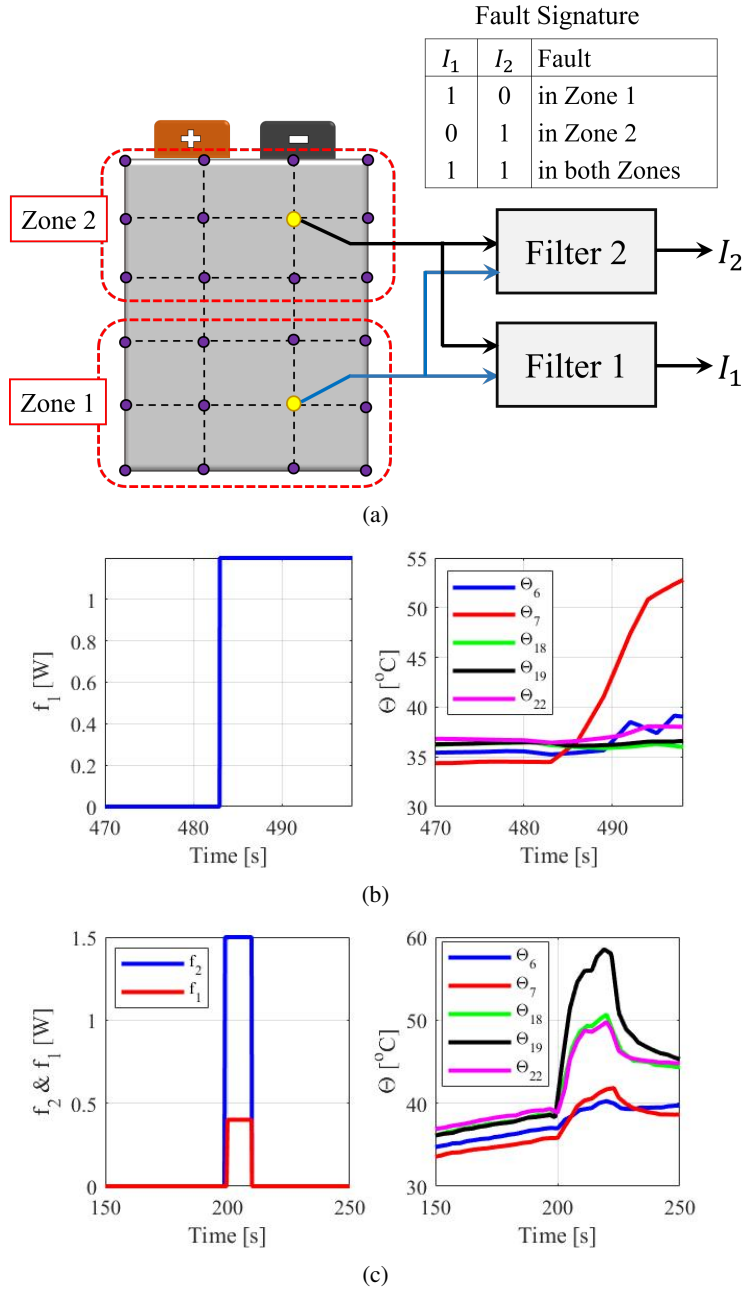 Fault Signature
I₁ I₂ Fault
1 0 in Zone 1
0 1 in Zone 2
1 1 in both Zones
+ −
Zone 2
Filter 2
I₂
Filter 1
I₁
Zone 1
(a)
f₁ [W]
1
0.8
0.6
0.4
0.2
0
470 480 490
Time [s]
Θ [°C]
55
50
45
40
35
30
Θ₆
Θ₇
Θ₁₈
Θ₁₉
Θ₂₂
470 480 490
Time [s]
(b)
f₂ & f₁ [W]
1.5
1
0.5
0
f₂
f₁
150 200 250
Time [s]
Θ [°C]
60
50
40
30
Θ₆
Θ₇
Θ₁₈
Θ₁₉
Θ₂₂
150 200 250
Time [s]
(c)